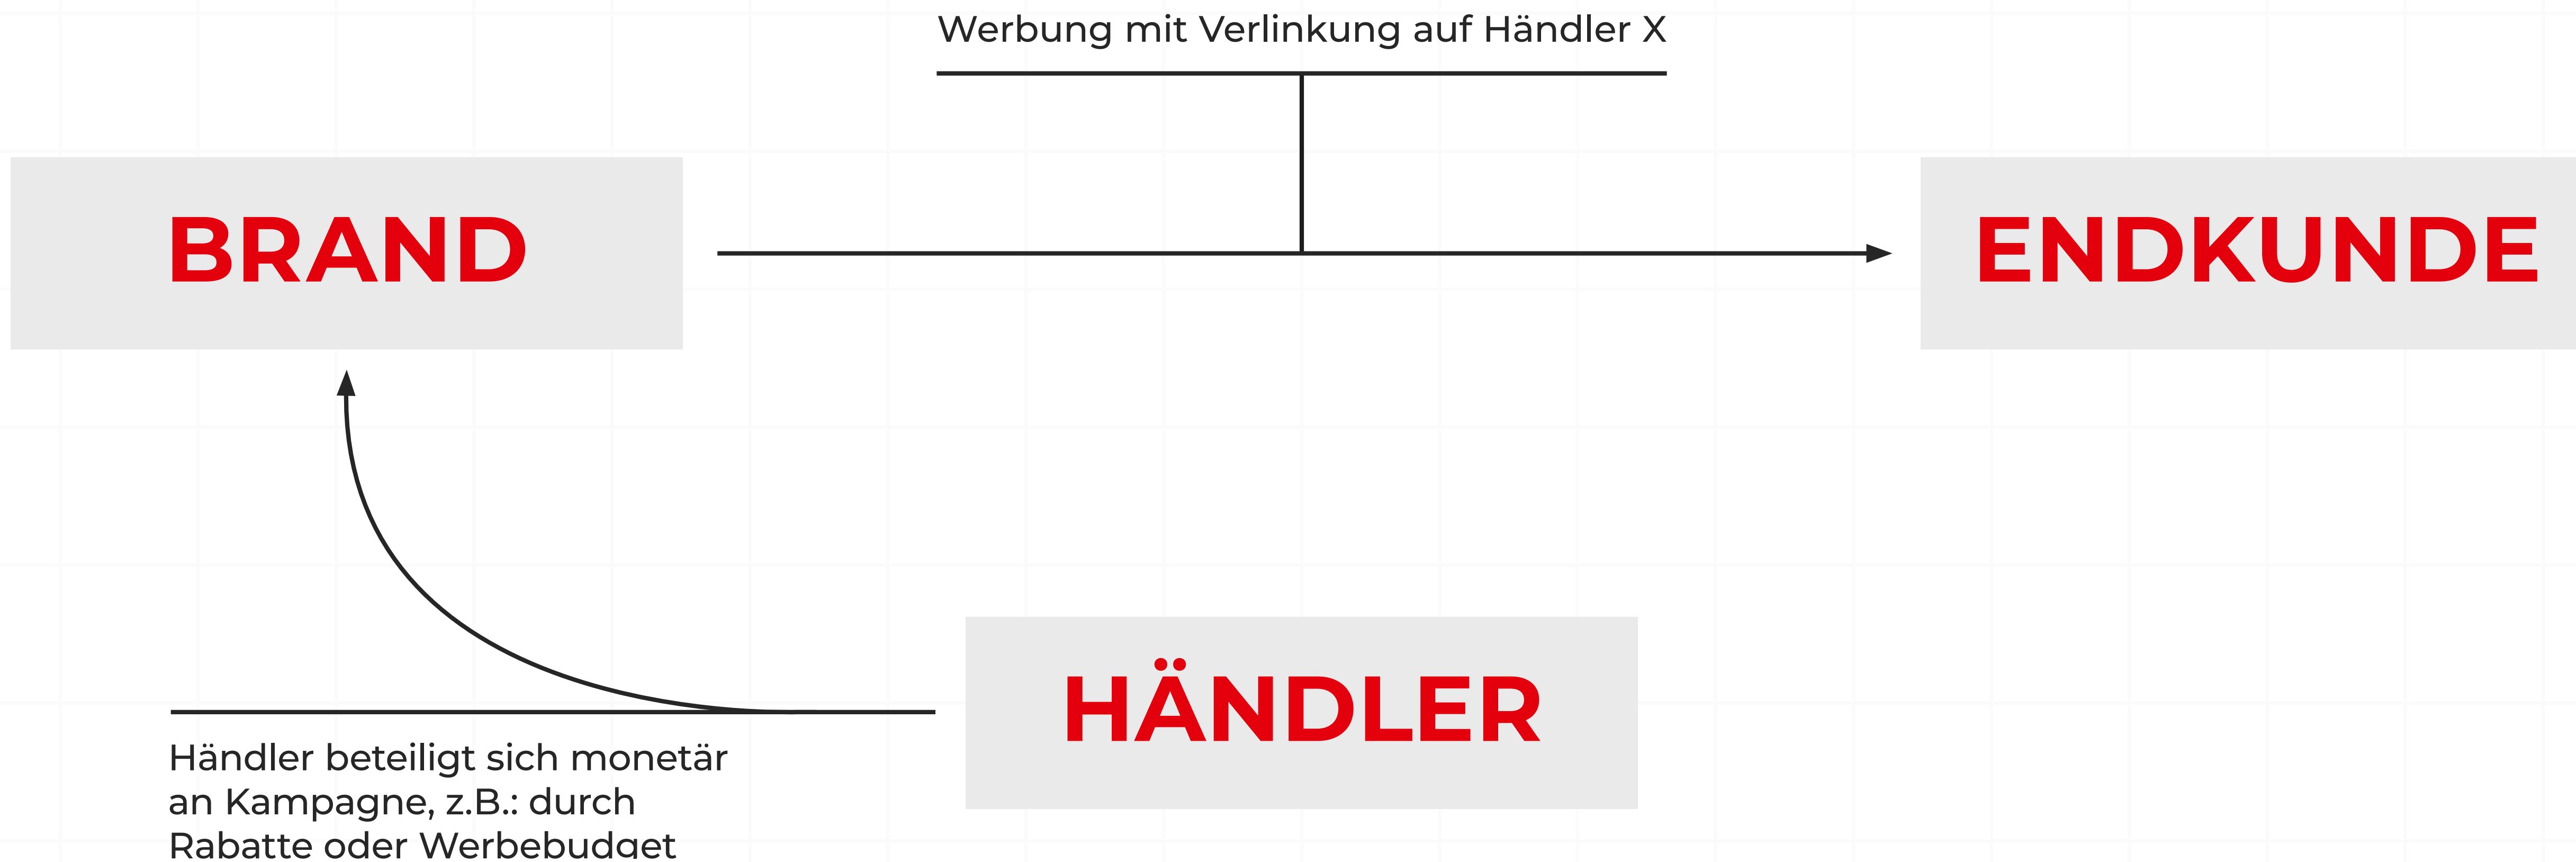 Werbung mit Verlinkung auf Händler X
BRAND
ENDKUNDE
HÄNDLER
Händler beteiligt sich monetär
an Kampagne, z.B.: durch
Rabatte oder Werbebudget